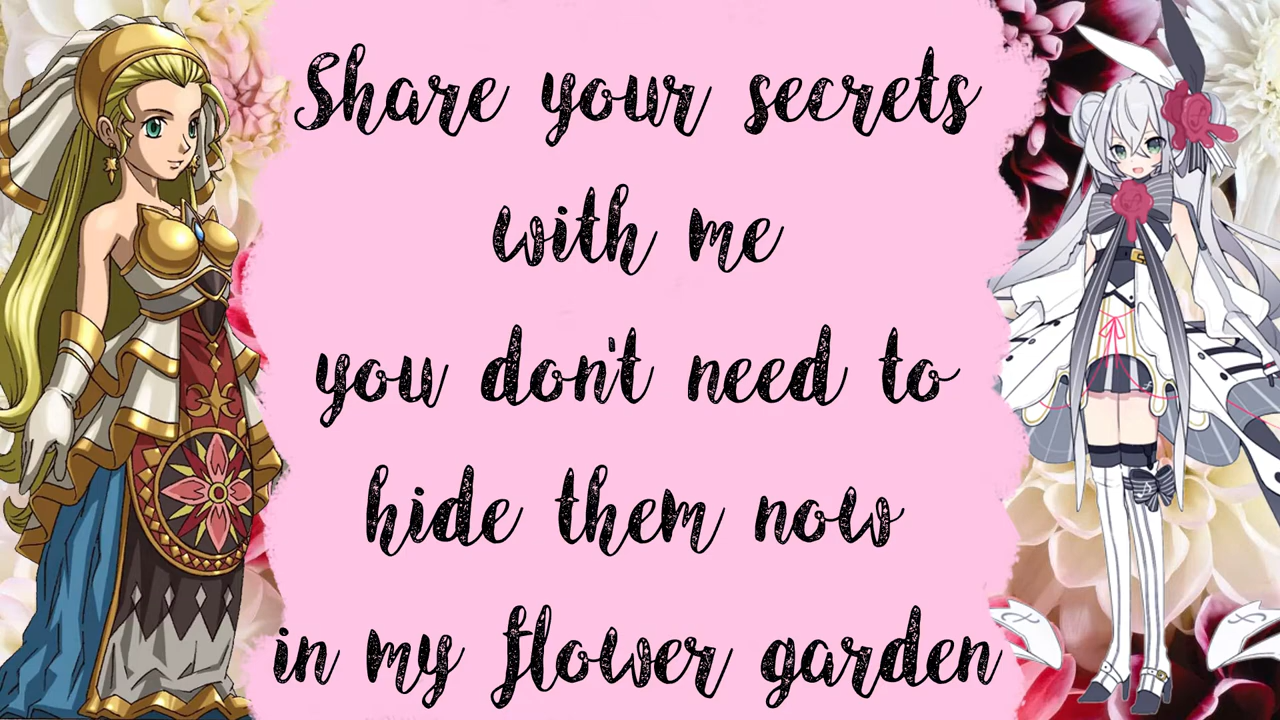 Share your secrets
with me
you don't need to
hide them now
in my flower garden